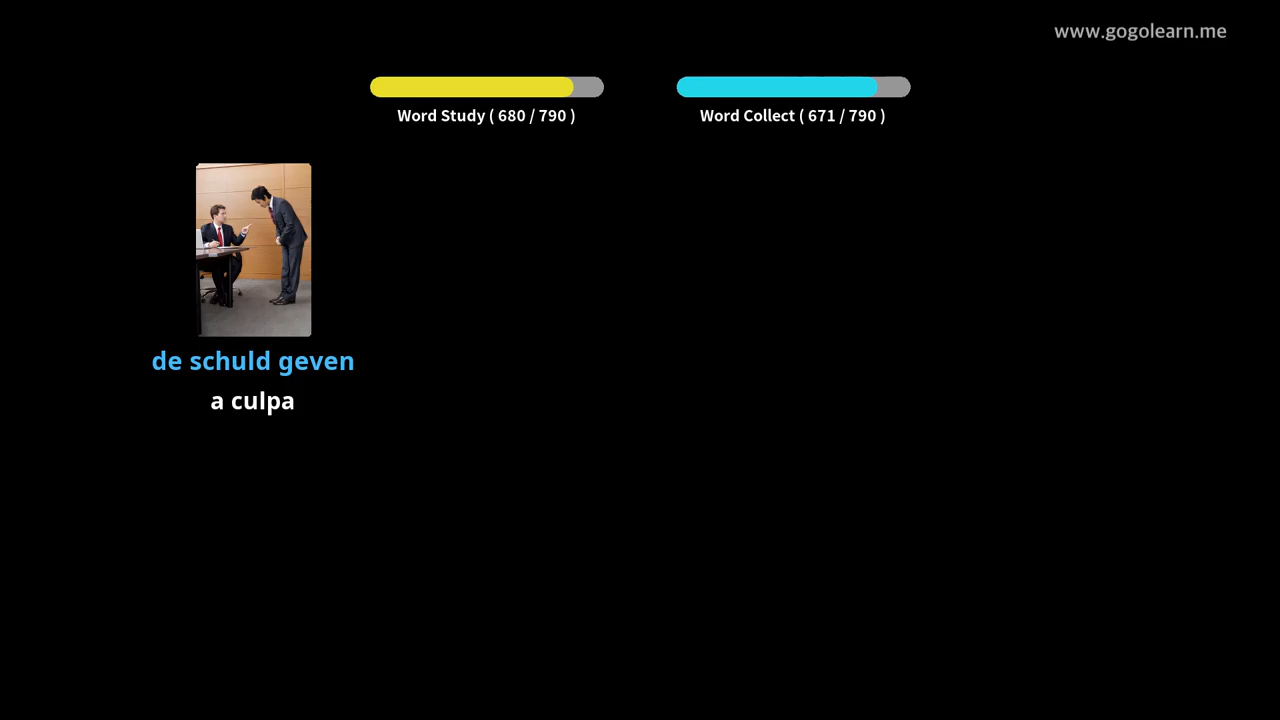 www.gogolearn.me
Word Study ( 680 / 790 )
Word Collect ( 671 / 790 )
de schuld geven
a culpa